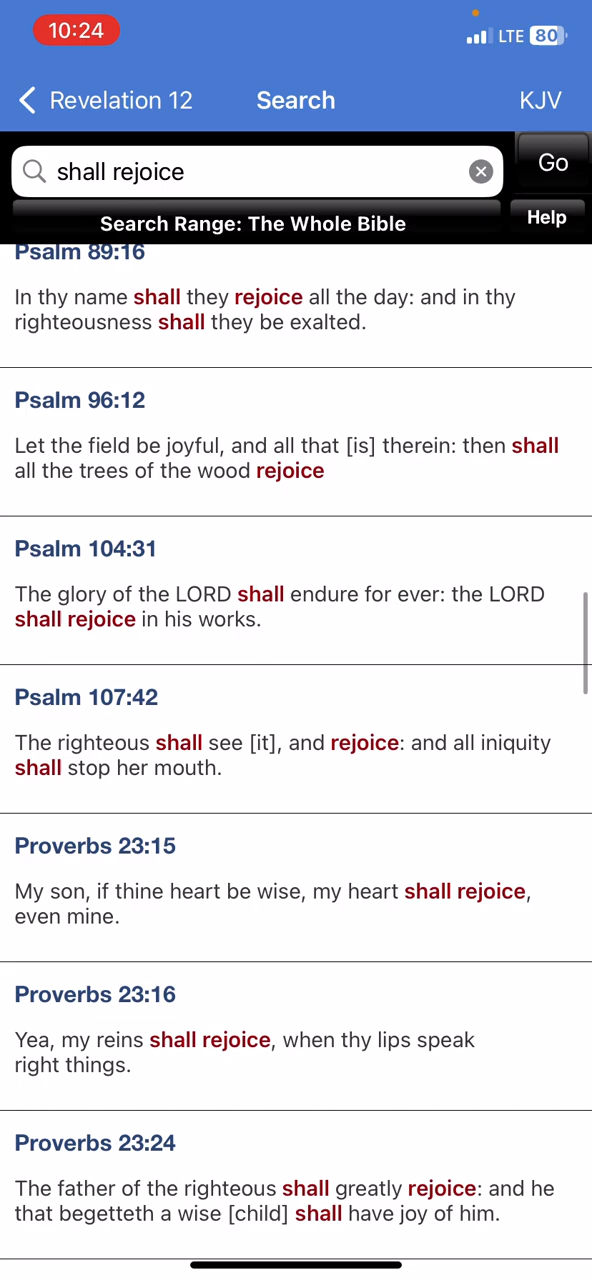 10:24
LTE 80
Revelation 12
Search
KJV
shall rejoice
Go
Search Range: The Whole Bible
Help
Psalm 89:16
In thy name shall they rejoice all the day: and in thy
righteousness shall they be exalted.
Psalm 96:12
Let the field be joyful, and all that [is] therein: then shall
all the trees of the wood rejoice
Psalm 104:31
The glory of the LORD shall endure for ever: the LORD
shall rejoice in his works.
Psalm 107:42
The righteous shall see [it], and rejoice: and all iniquity
shall stop her mouth.
Proverbs 23:15
My son, if thine heart be wise, my heart shall rejoice,
even mine.
Proverbs 23:16
Yea, my reins shall rejoice, when thy lips speak
right things.
Proverbs 23:24
The father of the righteous shall greatly rejoice: and he
that begetteth a wise [child] shall have joy of him.